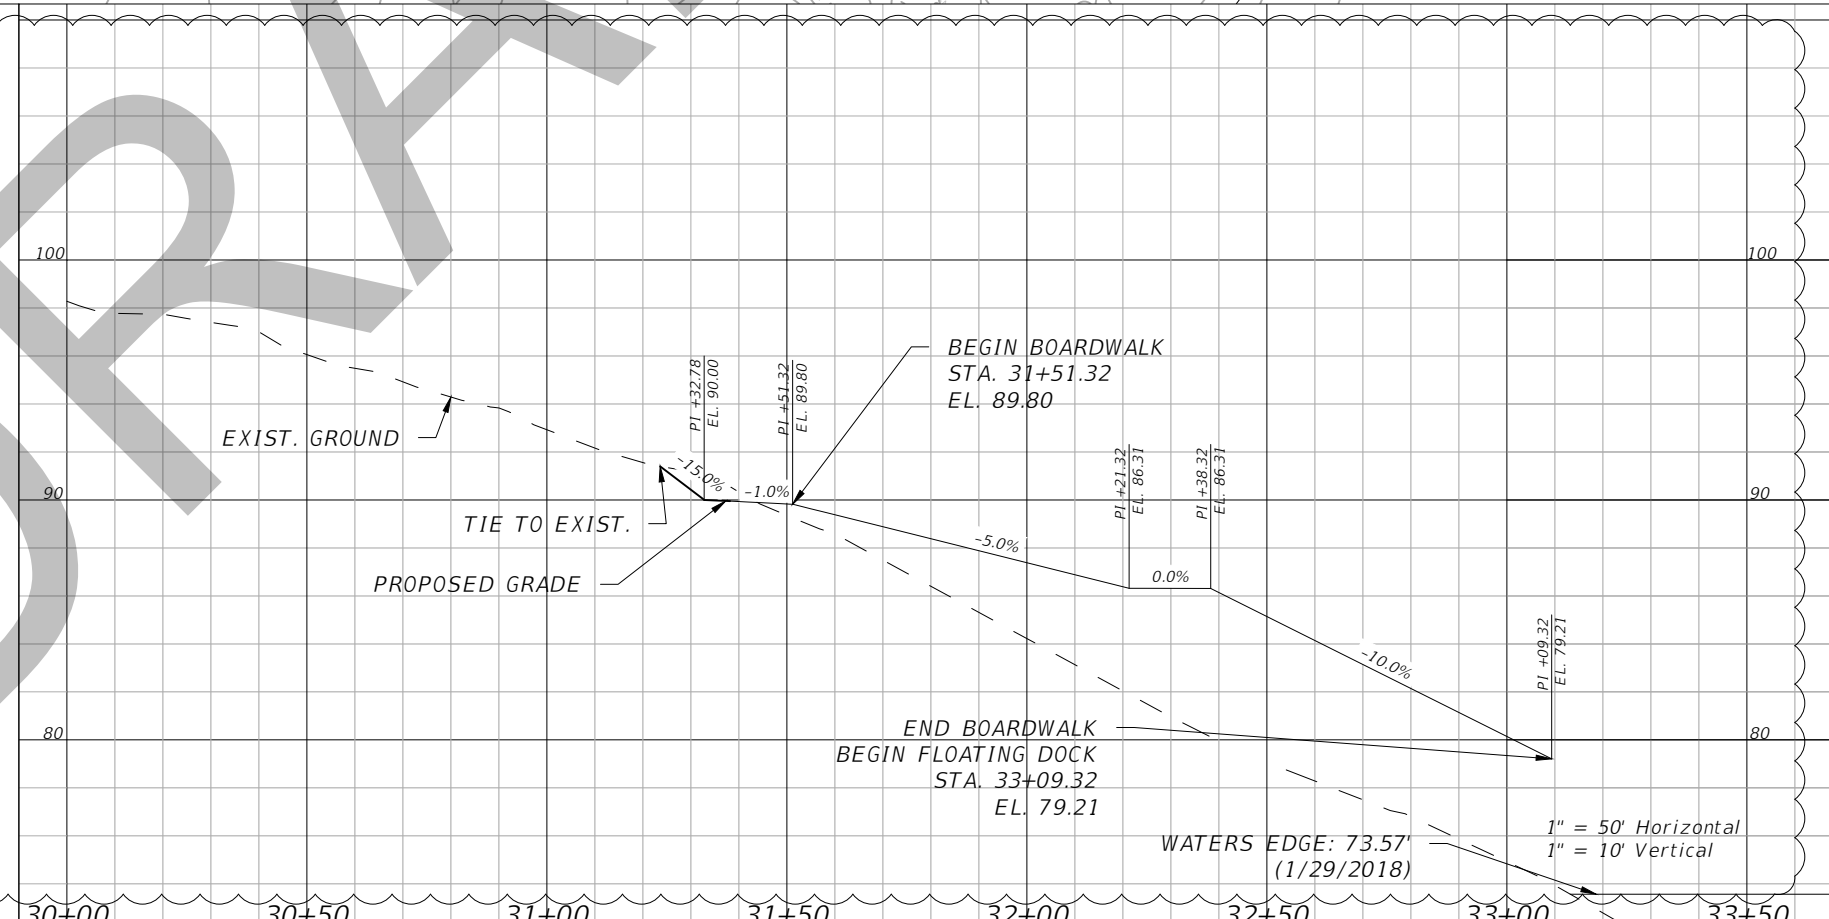 DRA
100
100
PI +32.78
EL. 90.00
PI +51.32
EL. 89.80
BEGIN BOARDWALK
STA. 31+51.32
EL. 89.80
EXIST. GROUND
-15.0%
-1.0%
90
90
TIE TO EXIST.
PROPOSED GRADE
-5.0%
PI +21.32
EL. 86.31
PI +38.32
EL. 86.31
0.0%
-10.0%
PI +09.32
EL. 79.21
80
80
END BOARDWALK
BEGIN FLOATING DOCK
STA. 33+09.32
EL. 79.21
WATERS EDGE: 73.57'
(1/29/2018)
1" = 50' Horizontal
1" = 10' Vertical
30+00
30+50
31+00
31+50
32+00
32+50
33+00
33+50